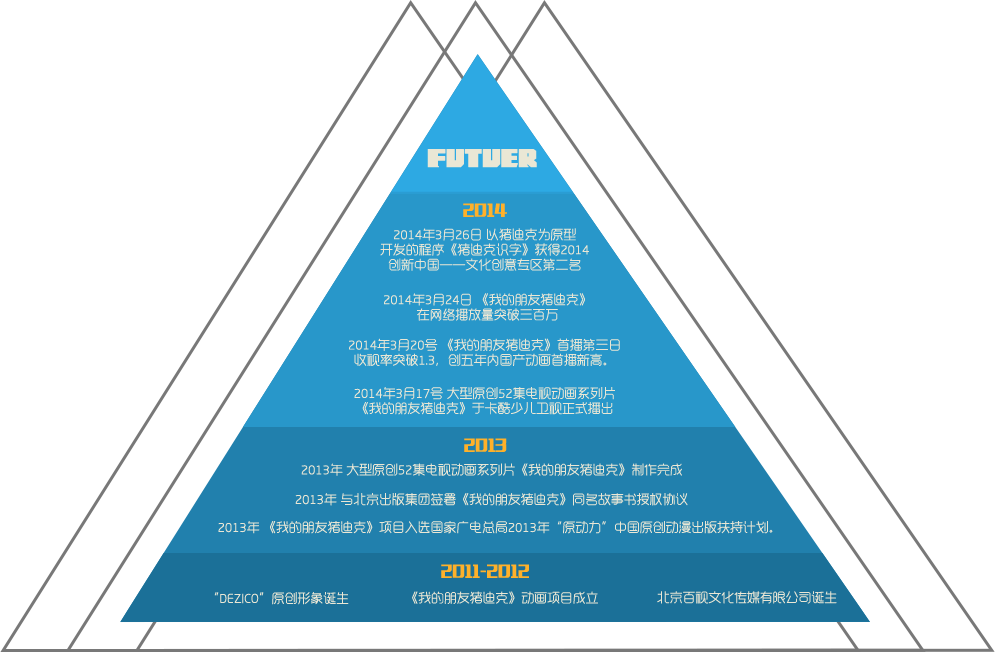 FUTUER
2014
2014年3月26日 以猪迪克为原型
开发的程序《猪迪克识字》获得2014
创新中国——文化创意专区第二名
2014年3月24日 《我的朋友猪迪克》
在网络播放量突破三百万
2014年3月20号 《我的朋友猪迪克》首播第三日
收视率突破1.3，创五年内国产动画首播新高。
2014年3月17号 大型原创52集电视动画系列片
《我的朋友猪迪克》于卡酷少儿卫视正式播出
2013
2013年 大型原创52集电视动画系列片《我的朋友猪迪克》制作完成
2013年 与北京出版集团签署《我的朋友猪迪克》同名故事书授权协议
2013年 《我的朋友猪迪克》项目入选国家广电总局2013年“原动力”中国原创动漫出版扶持计划。
2011-2012
“DEZICO”原创形象诞生 《我的朋友猪迪克》动画项目成立 北京百视文化传媒有限公司诞生